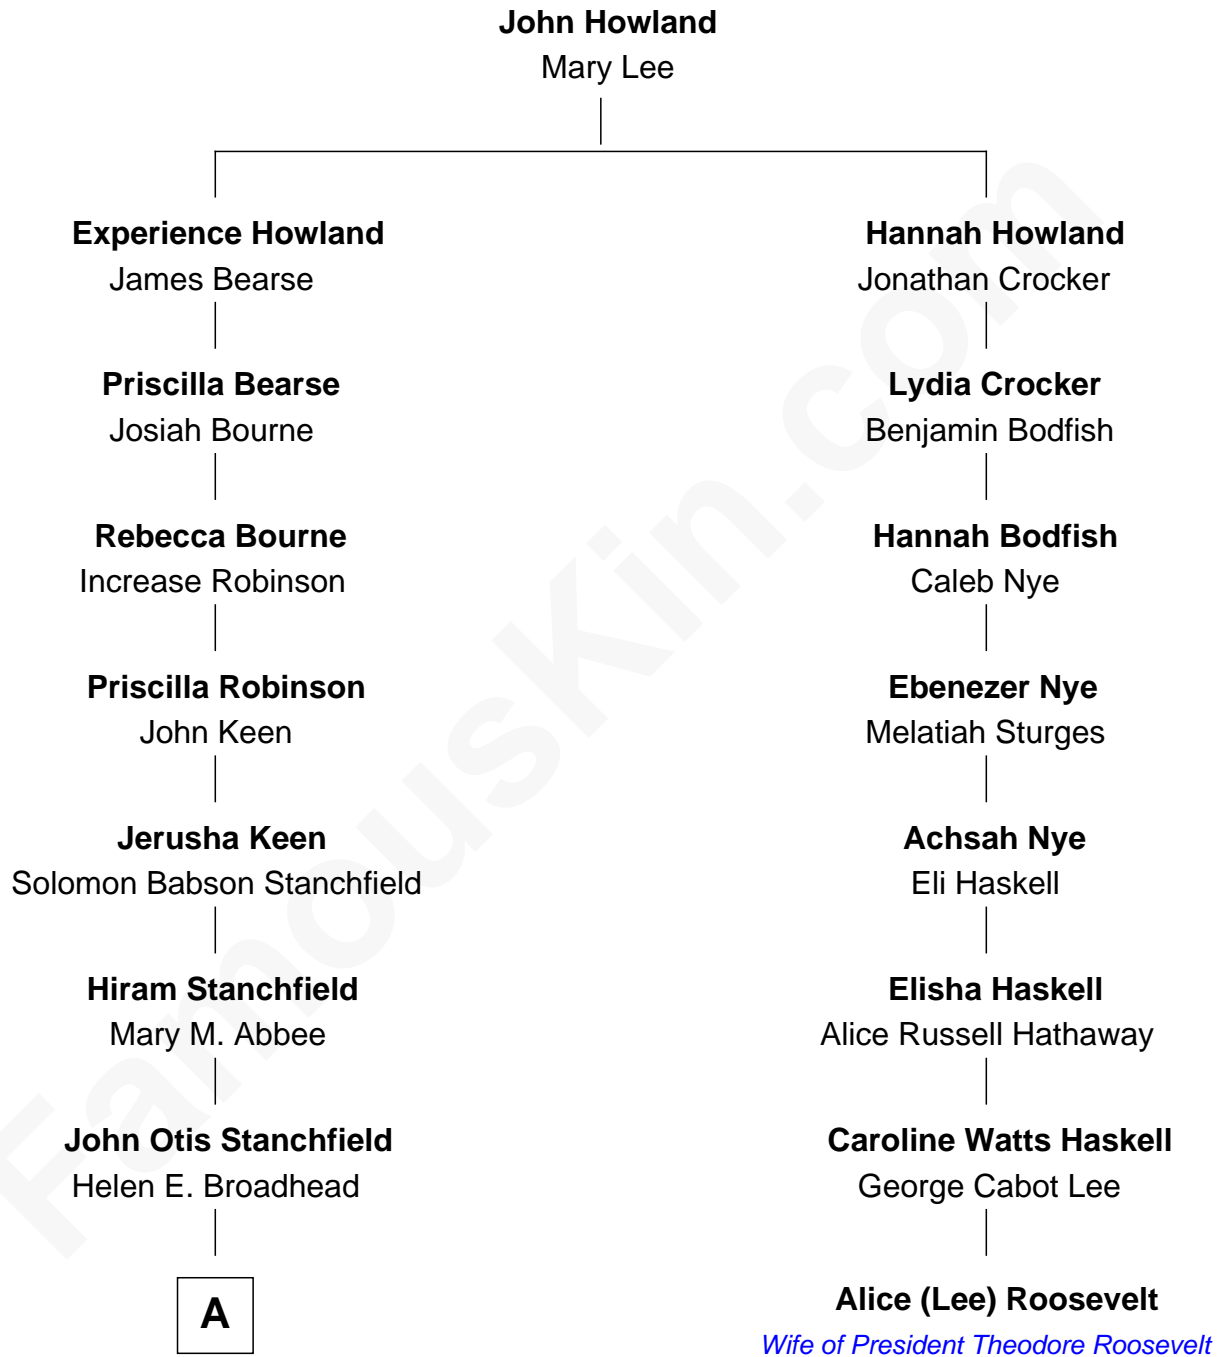 John Howland
Mary Lee
Experience Howland
James Bearse
Priscilla Bearse
Josiah Bourne
Rebecca Bourne
Increase Robinson
Priscilla Robinson
John Keen
Jerusha Keen
Solomon Babson Stanchfield
Hiram Stanchfield
Mary M. Abbee
John Otis Stanchfield
Helen E. Broadhead
A
Hannah Howland
Jonathan Crocker
Lydia Crocker
Benjamin Bodfish
Hannah Bodfish
Caleb Nye
Ebenezer Nye
Melatiah Sturges
Achsah Nye
Eli Haskell
Elisha Haskell
Alice Russell Hathaway
Caroline Watts Haskell
George Cabot Lee
Alice (Lee) Roosevelt
Wife of President Theodore Roosevelt
FamousKin.com